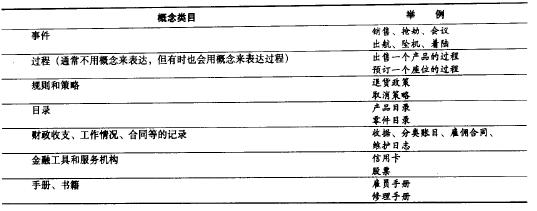 概念类目 举例
事件 销售、抢劫、会议
出航、坠机、着陆
过程（通常不用概念来表达，但有时也会用概念来表达过程） 出售一个产品的过程
预订一个座位的过程
规则和策略 退货政策
取消策略
目录 产品目录
零件目录
财政收支、工作情况、合同等的记录 收据、分类账目、雇佣合同、
维护日志
金融工具和服务机构 信用卡
股票
手册、书籍 雇员手册
修理手册